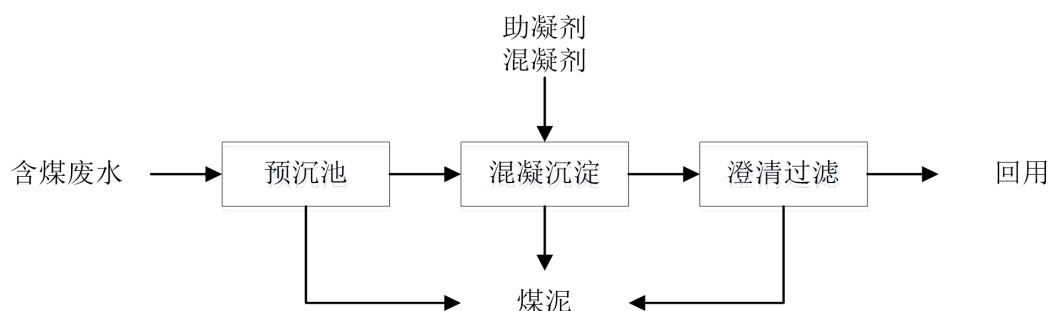 助凝剂
混凝剂
含煤废水
预沉池
混凝沉淀
澄清过滤
回用
煤泥